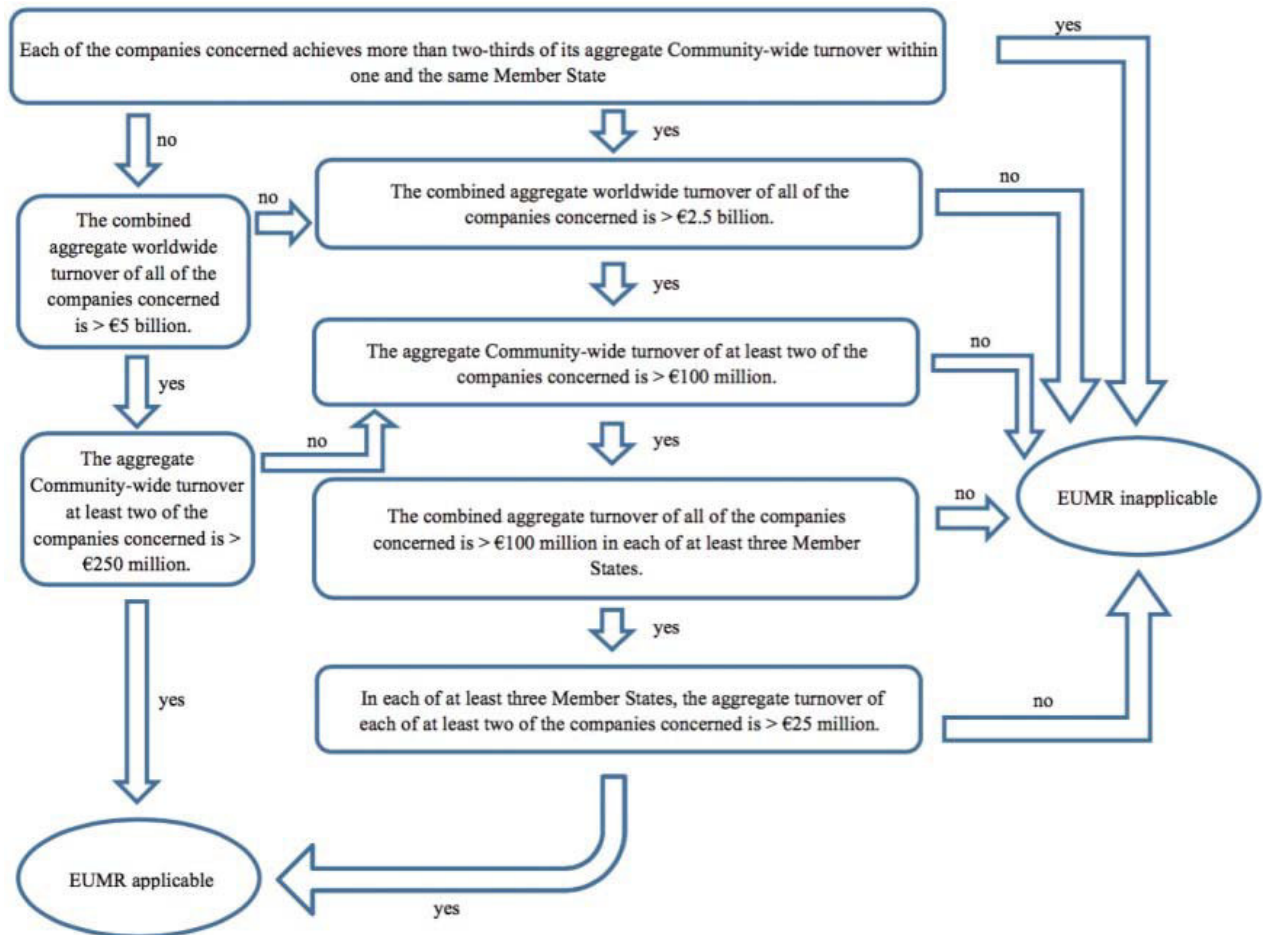 Each of the companies concerned achieves more than two-thirds of its aggregate Community-wide turnover within
one and the same Member State
yes
no
yes
The combined
aggregate worldwide
turnover of all of the
companies concerned
is > €5 billion.
no
The combined aggregate worldwide turnover of all of the
companies concerned is > €2.5 billion.
no
yes
yes
The aggregate Community-wide turnover of at least two of the
companies concerned is > €100 million.
no
The aggregate
Community-wide turnover
at least two of the
companies concerned is >
€250 million.
no
yes
The combined aggregate turnover of all of the companies
concerned is > €100 million in each of at least three Member
States.
no
EUMR inapplicable
yes
yes
In each of at least three Member States, the aggregate turnover of
each of at least two of the companies concerned is > €25 million.
no
EUMR applicable
yes